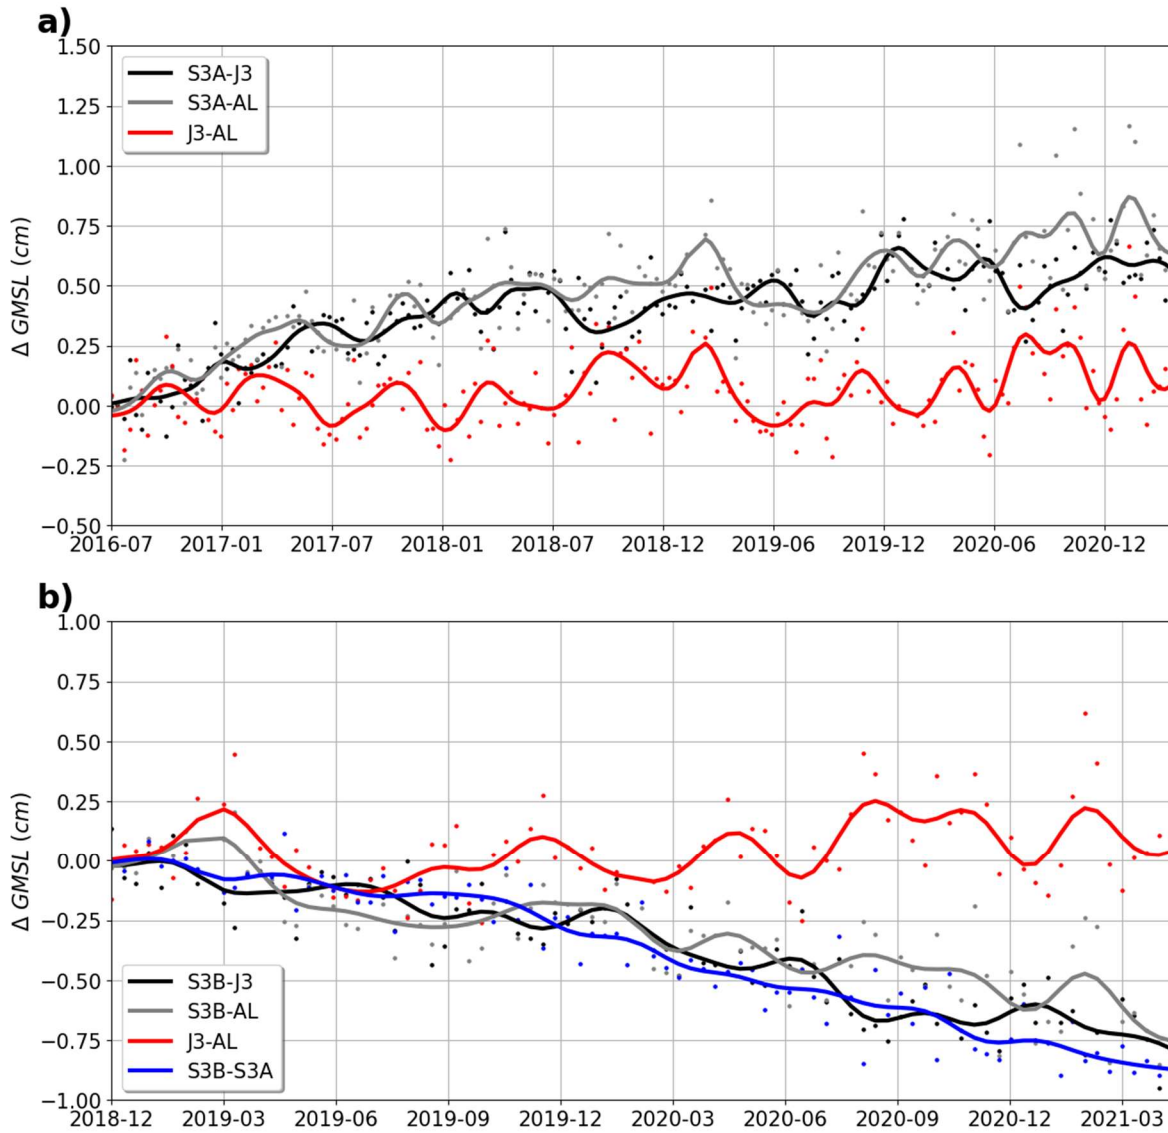 a)
1.50
1.25
1.00
0.75
0.50
0.25
0.00
−0.25
−0.50
Δ GMSL (cm)
S3A-J3
S3A-AL
J3-AL
2016-07 2017-01 2017-07 2018-01 2018-07 2018-12 2019-06 2019-12 2020-06 2020-12
b)
1.00
0.75
0.50
0.25
0.00
−0.25
−0.50
−0.75
−1.00
Δ GMSL (cm)
S3B-J3
S3B-AL
J3-AL
S3B-S3A
2018-12 2019-03 2019-06 2019-09 2019-12 2020-03 2020-06 2020-09 2020-12 2021-03